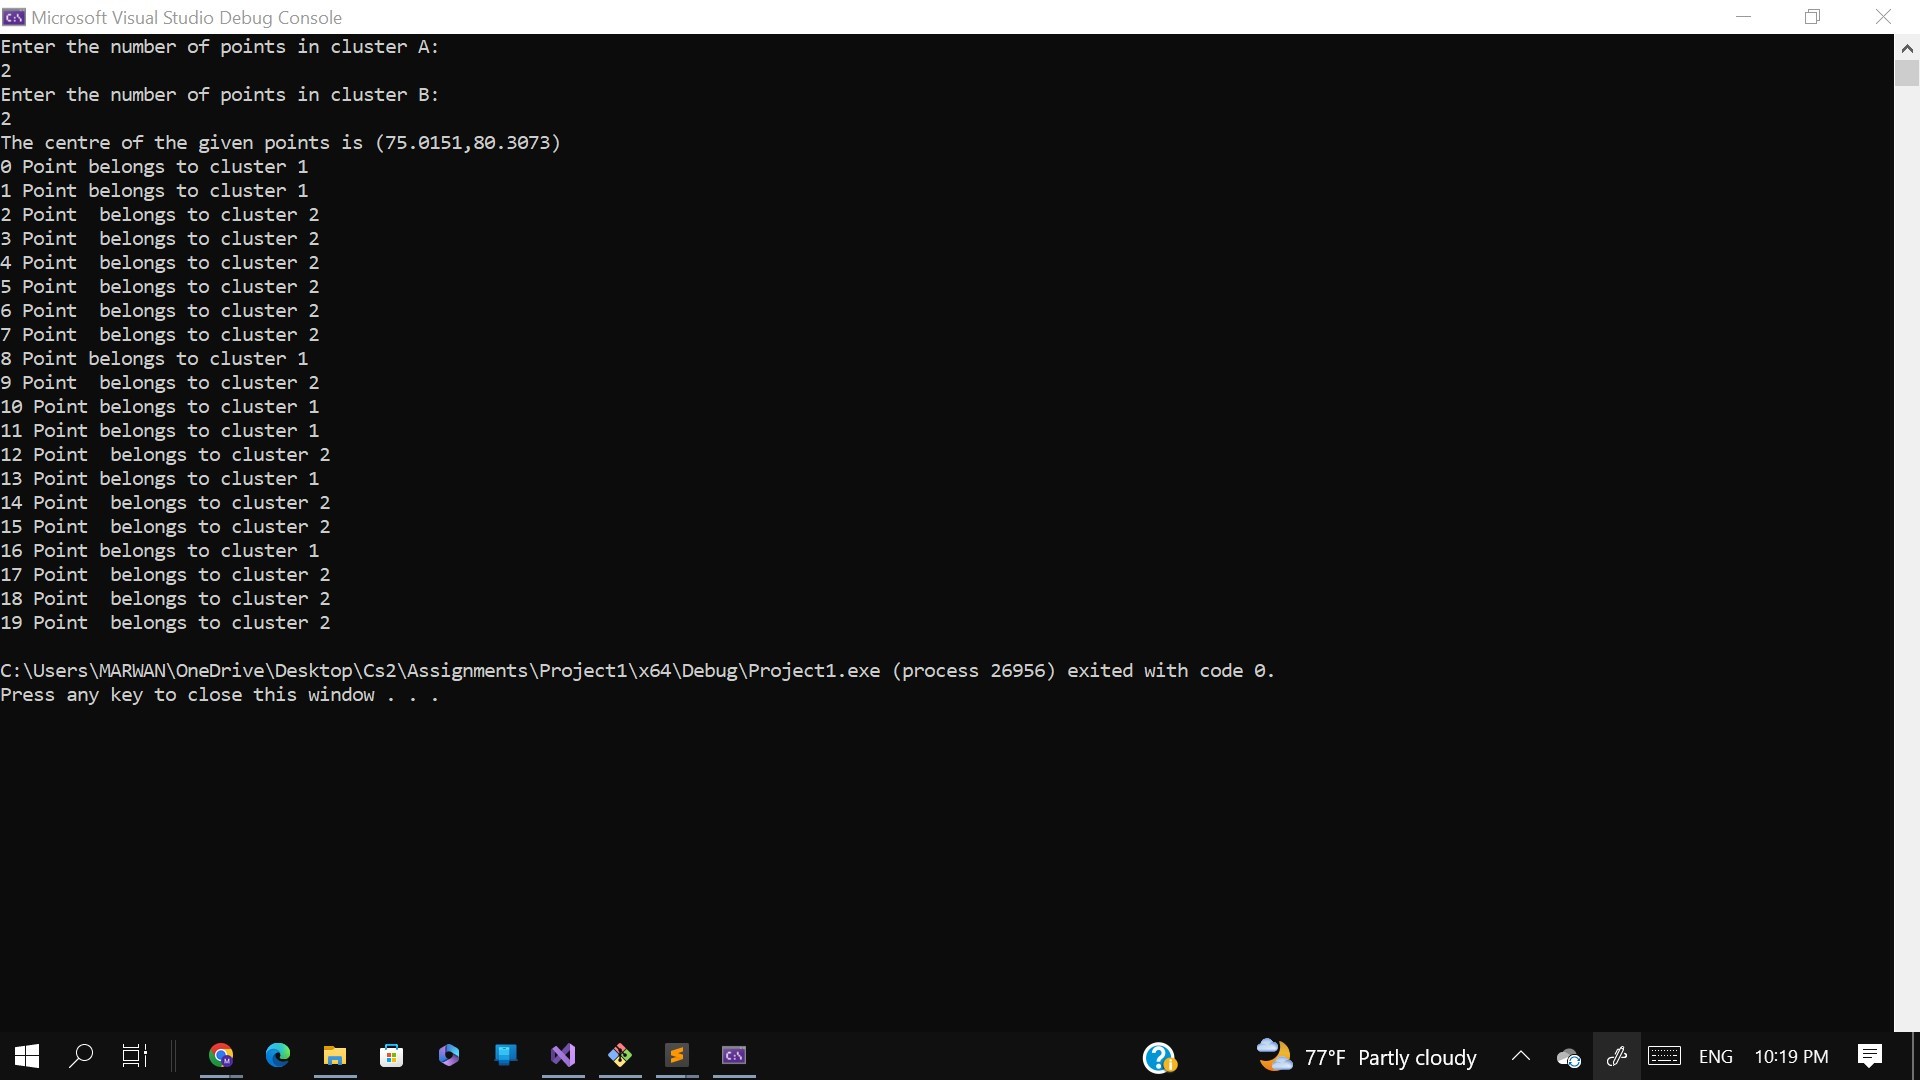 Microsoft Visual Studio Debug Console
Enter the number of points in cluster A:
2
Enter the number of points in cluster B:
2
The centre of the given points is (75.0151,80.3073)
0 Point belongs to cluster 1
1 Point belongs to cluster 1
2 Point  belongs to cluster 2
3 Point  belongs to cluster 2
4 Point  belongs to cluster 2
5 Point  belongs to cluster 2
6 Point  belongs to cluster 2
7 Point  belongs to cluster 2
8 Point belongs to cluster 1
9 Point  belongs to cluster 2
10 Point belongs to cluster 1
11 Point belongs to cluster 1
12 Point  belongs to cluster 2
13 Point belongs to cluster 1
14 Point  belongs to cluster 2
15 Point  belongs to cluster 2
16 Point belongs to cluster 1
17 Point  belongs to cluster 2
18 Point  belongs to cluster 2
19 Point  belongs to cluster 2
C:\Users\MARWAN\OneDrive\Desktop\Cs2\Assignments\Project1\x64\Debug\Project1.exe (process 26956) exited with code 0.
Press any key to close this window . . .
77°F Partly cloudy ENG 10:19 PM